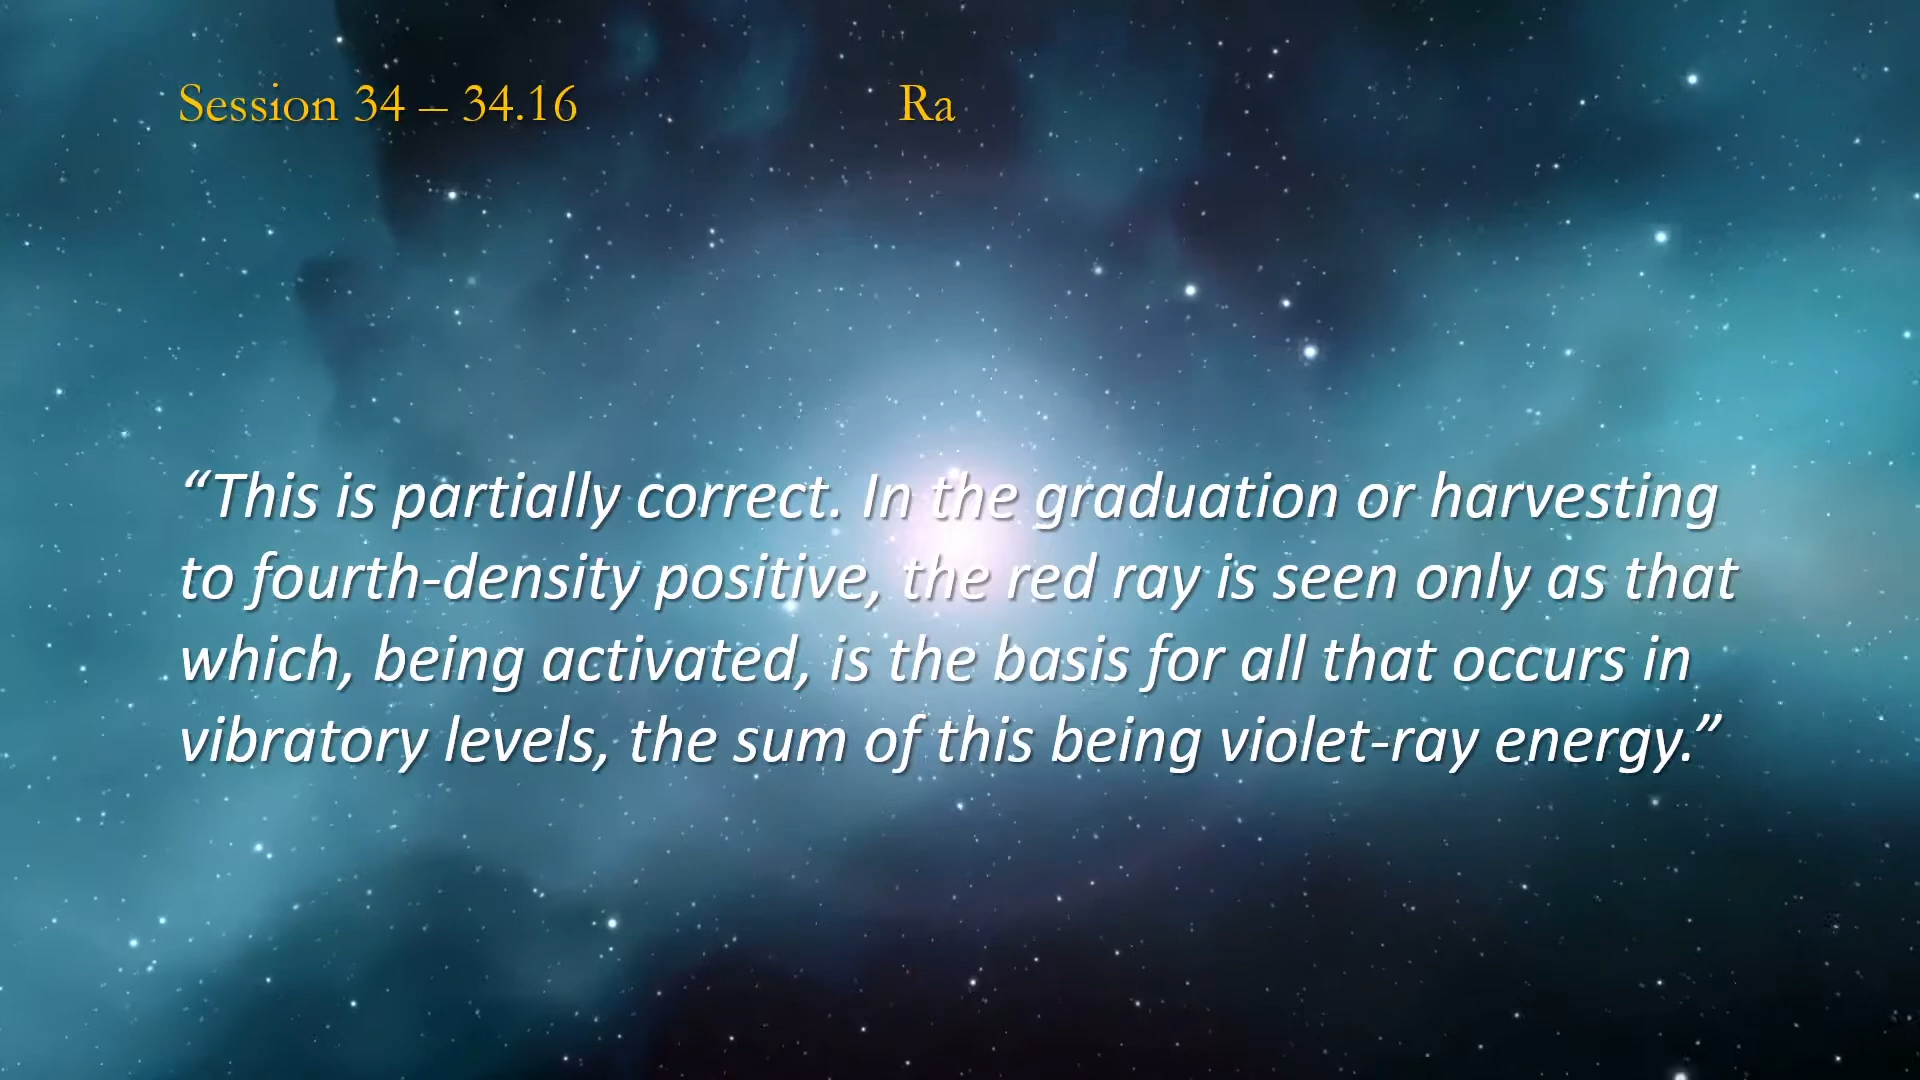 Session 34 – 34.16 Ra
“This is partially correct. In the graduation or harvesting
to fourth-density positive, the red ray is seen only as that
which, being activated, is the basis for all that occurs in
vibratory levels, the sum of this being violet-ray energy.”